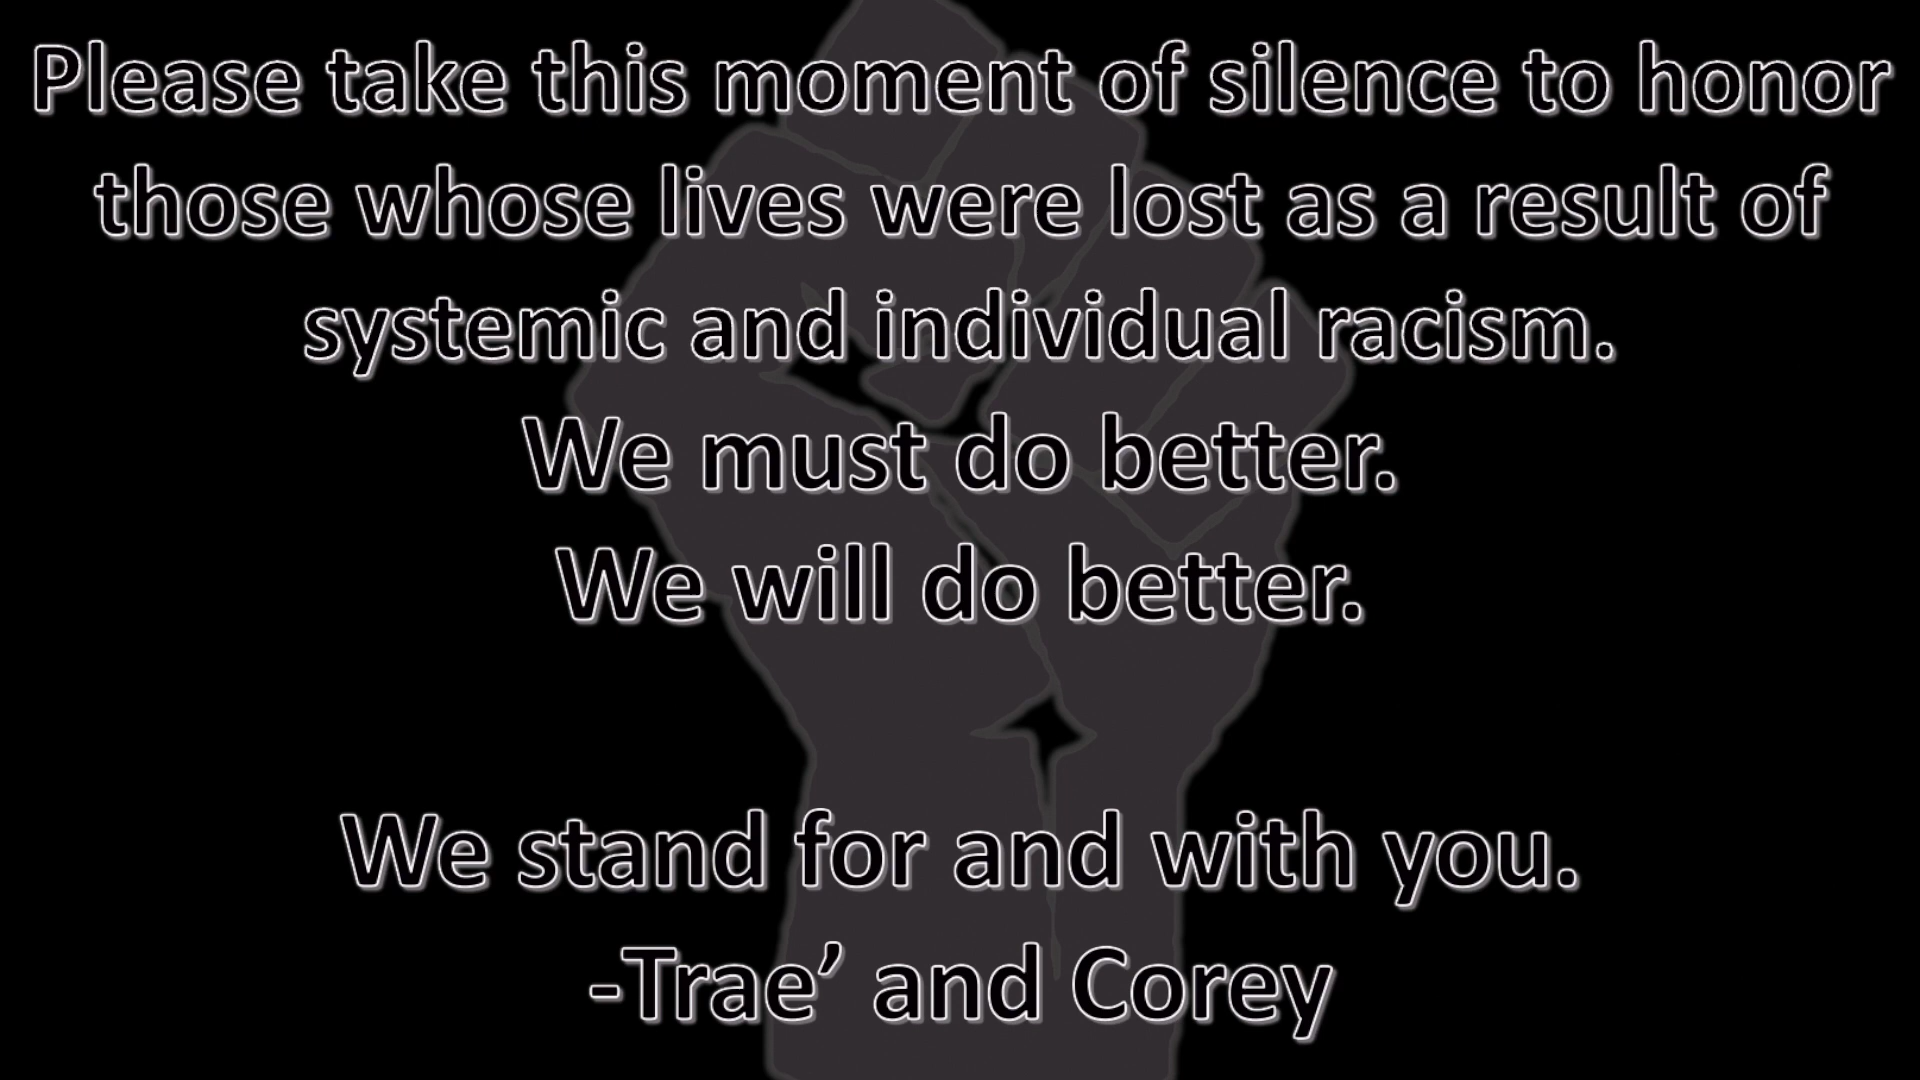 Please take this moment of silence to honor
those whose lives were lost as a result of
systemic and individual racism.
We must do better.
We will do better.
We stand for and with you.
-Trae’ and Corey